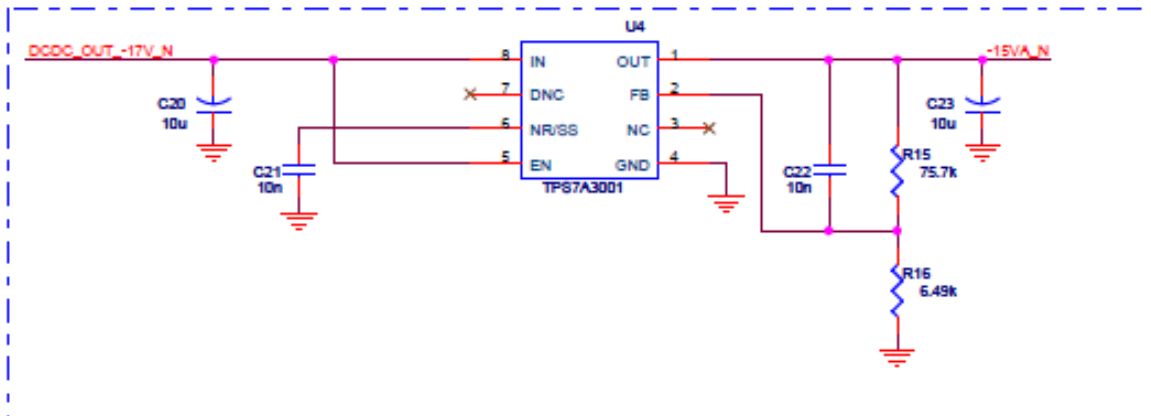 U4
DCDC_OUT_-17V_N
8
IN
OUT
1
-15VA_N
7
DNC
FB
2
C20
10u
C23
10u
6
NR/SS
NC
3
5
EN
GND
4
R15
75.7k
C21
10n
TPS7A3001
C22
10n
R16
6.49k